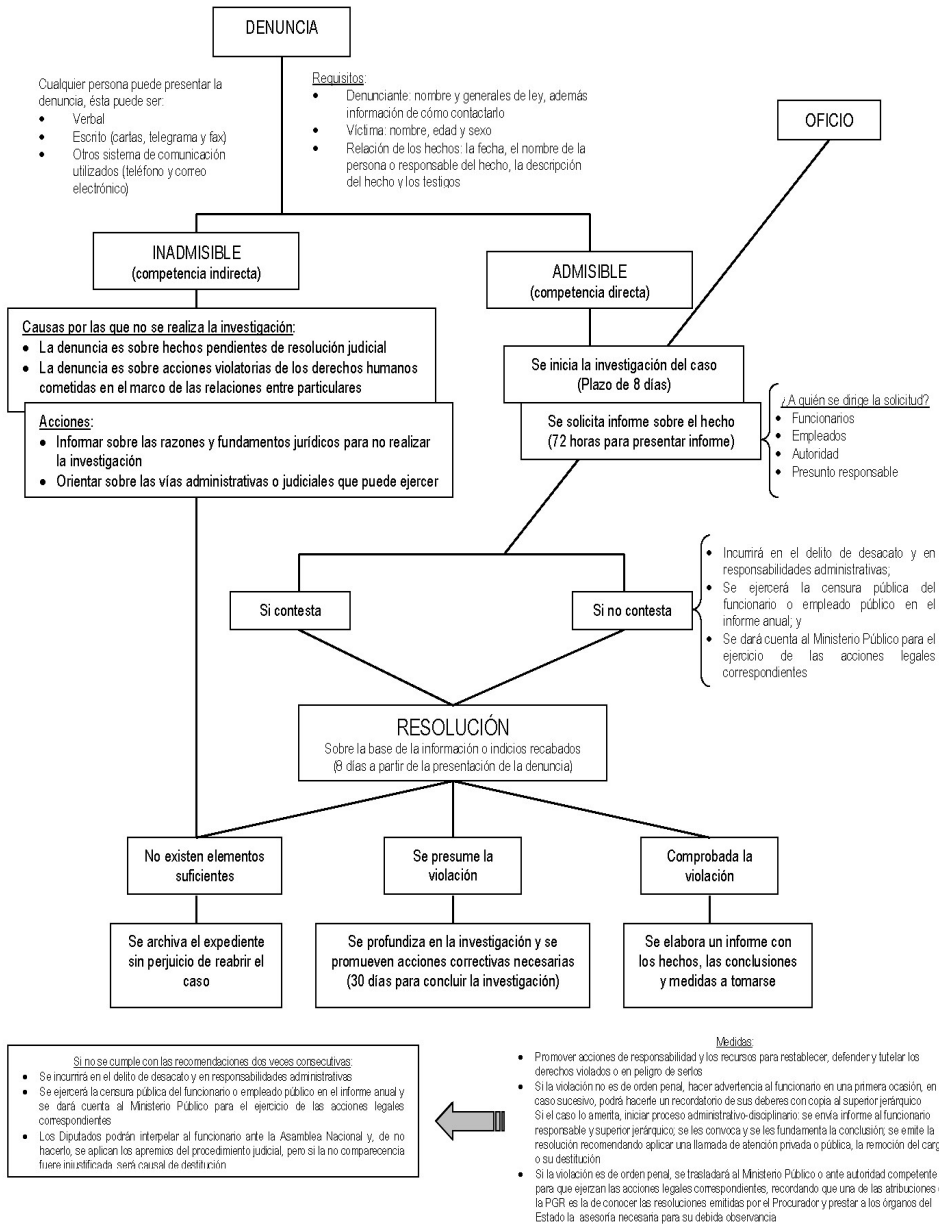 DENUNCIA
Cualquier persona puede presentar la
denuncia, ésta puede ser:
• Verbal
• Escrito (cartas, telegrama y fax)
• Otros sistema de comunicación
utilizados (teléfono y correo
electrónico)
Requisitos:
• Denunciante: nombre y generales de ley, además
información de cómo contactarlo
• Víctima: nombre, edad y sexo
• Relación de los hechos: la fecha, el nombre de la
persona o responsable del hecho, la descripción
del hecho y los testigos
OFICIO
INADMISIBLE
(competencia indirecta)
ADMISIBLE
(competencia directa)
Causas por las que no se realiza la investigación:
• La denuncia es sobre hechos pendientes de resolución judicial
• La denuncia es sobre acciones violatorias de los derechos humanos
cometidas en el marco de las relaciones entre particulares
Acciones:
• Informar sobre las razones y fundamentos jurídicos para no realizar
la investigación
• Orientar sobre las vías administrativas o judiciales que puede ejercer
Se inicia la investigación del caso
(Plazo de 8 días)
Se solicita informe sobre el hecho
(72 horas para presentar informe)
¿A quién se dirige la solicitud?
• Funcionarios
• Empleados
• Autoridad
• Presunto responsable
Si contesta
Si no contesta
• Incurrirá en el delito de desacato y en
responsabilidades administrativas;
• Se ejercerá la censura pública del
funcionario o empleado público en el
informe anual; y
• Se dará cuenta al Ministerio Público para el
ejercicio de las acciones legales
correspondientes
RESOLUCIÓN
Sobre la base de la información o indicios recabados
(8 días a partir de la presentación de la denuncia)
No existen elementos
suficientes
Se presume la
violación
Comprobada la
violación
Se archiva el expediente
sin perjuicio de reabrir el
caso
Se profundiza en la investigación y se
promueven acciones correctivas necesarias
(30 días para concluir la investigación)
Se elabora un informe con
los hechos, las conclusiones
y medidas a tomarse
Si no se cumple con las recomendaciones dos veces consecutivas:
• Se incurrirá en el delito de desacato y en responsabilidades administrativas
• Se ejercerá la censura pública del funcionario o empleado público en el informe anual y
se dará cuenta al Ministerio Público para el ejercicio de las acciones legales
correspondientes
• Los Diputados podrán interpelar al funcionario ante la Asamblea Nacional y, de no
hacerlo, se aplican los apremios del procedimiento judicial, pero si la no comparecencia
fuere injustificada, será causal de destitución
Medidas:
• Promover acciones de responsabilidad y los recursos para restablecer, defender y tutelar los
derechos violados o en peligro de serlos
• Si la violación no es de orden penal, hacer advertencia al funcionario en una primera ocasión, en
caso sucesivo, podrá hacerle un recordatorio de sus deberes con copia al superior jerárquico
Si el caso lo amerita, iniciar proceso administrativo-disciplinario: se envía informe al funcionario
responsable y superior jerárquico; se les convoca y se les fundamenta la conclusión; se emite la
resolución recomendando aplicar una llamada de atención privada o pública, la remoción del carg
o su destitución
• Si la violación es de orden penal, se trasladará al Ministerio Público o ante autoridad competente
para que ejerzan las acciones legales correspondientes, recordando que una de las atribuciones
la PGR es la de conocer las resoluciones emitidas por el Procurador y prestar a los órganos del
Estado la asesoría necesaria para su debida observancia